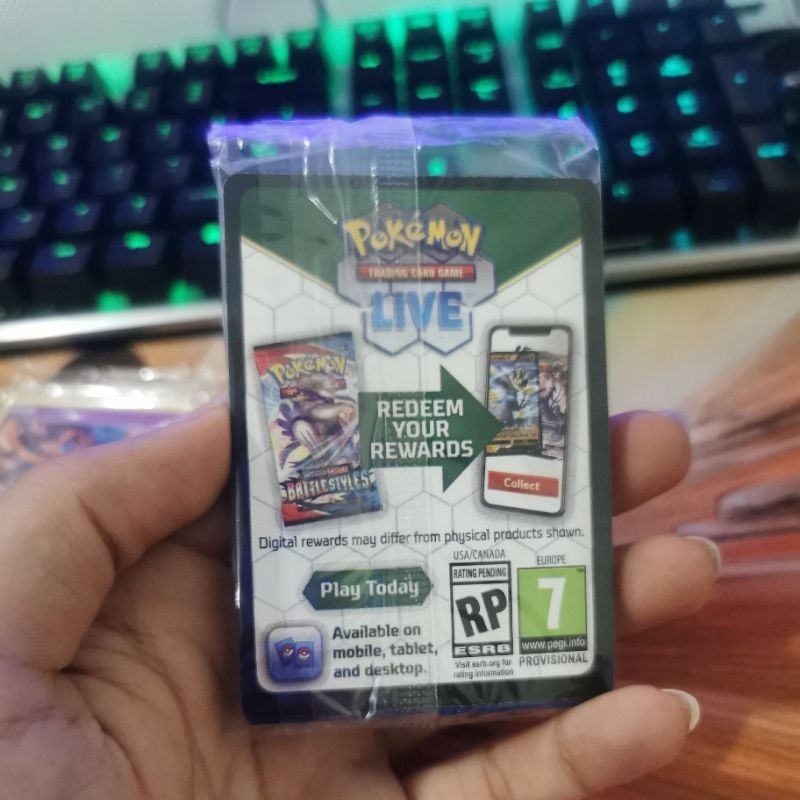 POKÉMON
TRADING CARD GAME
LIVE
POKÉMON
BATTLE STYLES
REDEEM
YOUR
REWARDS
Collect
Digital rewards may differ from physical products shown.
Play Today
Available on
mobile, tablet,
and desktop.
USA/CANADA
RATING PENDING
RP
ESRB
Visit esrb.org for
rating information
EUROPE
7
www.pegi.info
PROVISIONAL